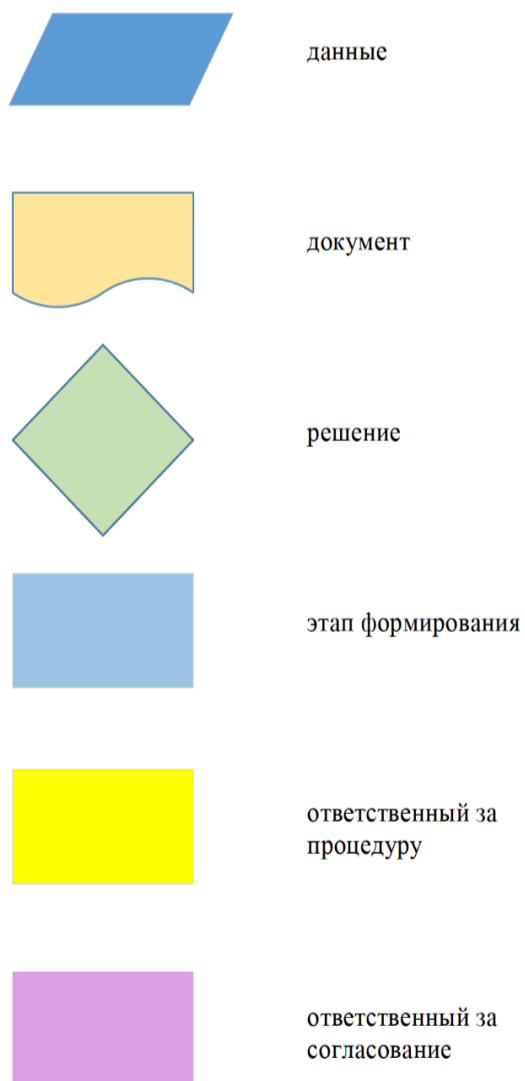 данные
документ
решение
этап формирования
ответственный за
процедуру
ответственный за
согласование